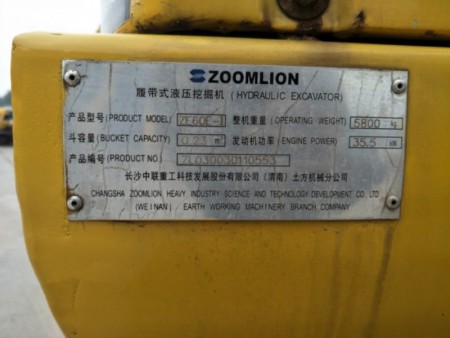 ZOOMLION
履带式液压挖掘机 (HYDRAULIC EXCAVATOR)
产品型号(PRODUCT MODEL) ZE60E-1 整机重量(OPERATING WEIGHT) 5800 kg
斗容量(BUCKET CAPACITY) 0.23 m³ 发动机功率(ENGINE POWER) 35.5 kW
产品编号(PRODUCT NO) ZL030030110553
长沙中联重工科技发展股份有限公司(渭南)土方机械分公司
CHANGSHA ZOOMLION HEAVY INDUSTRY SCIENCE AND TECHNOLOGY DEVELOPMENT CO., LTD
(WEINAN) EARTH WORKING MACHINERY BRANCH COMPANY